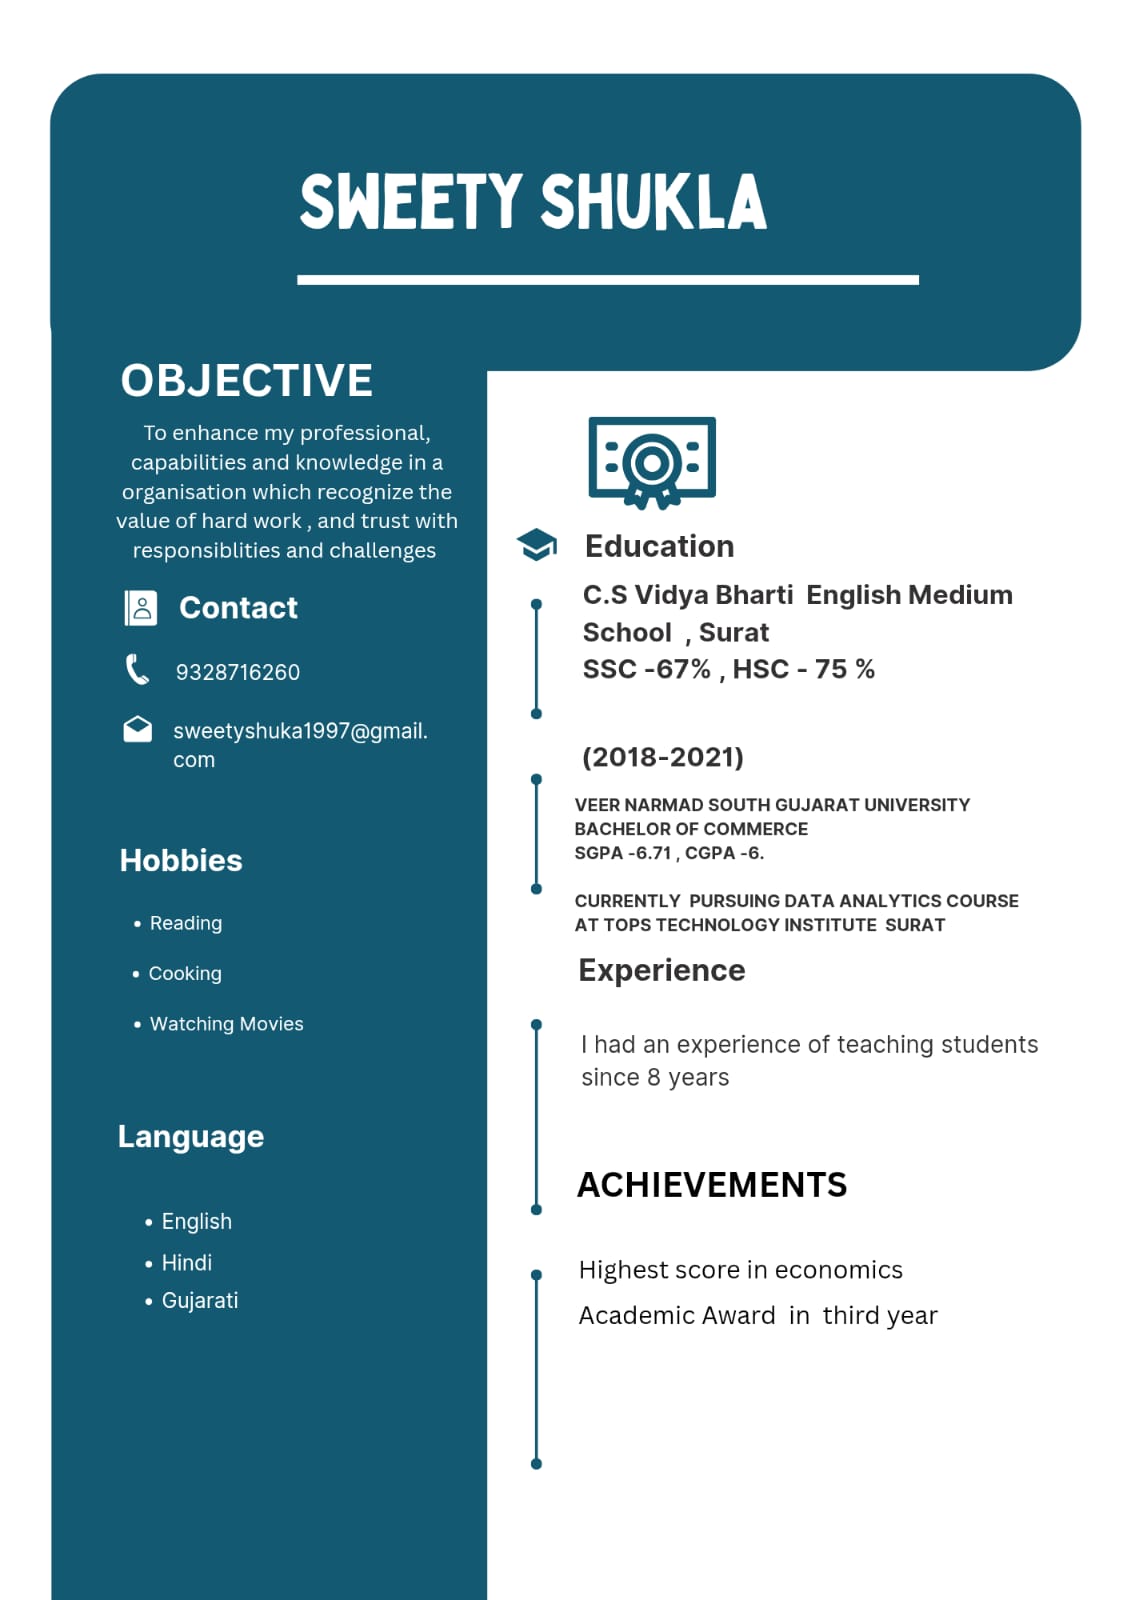 SWEETY SHUKLA
OBJECTIVE
To enhance my professional,
capabilities and knowledge in a
organisation which recognize the
value of hard work , and trust with
responsiblities and challenges
Contact
9328716260
sweetyshuka1997@gmail.
com
Hobbies
• Reading
• Cooking
• Watching Movies
Language
• English
• Hindi
• Gujarati
Education
C.S Vidya Bharti English Medium
School , Surat
SSC -67% , HSC - 75 %
(2018-2021)
VEER NARMAD SOUTH GUJARAT UNIVERSITY
BACHELOR OF COMMERCE
SGPA -6.71 , CGPA -6.
CURRENTLY PURSUING DATA ANALYTICS COURSE
AT TOPS TECHNOLOGY INSTITUTE SURAT
Experience
I had an experience of teaching students
since 8 years
ACHIEVEMENTS
Highest score in economics
Academic Award in third year